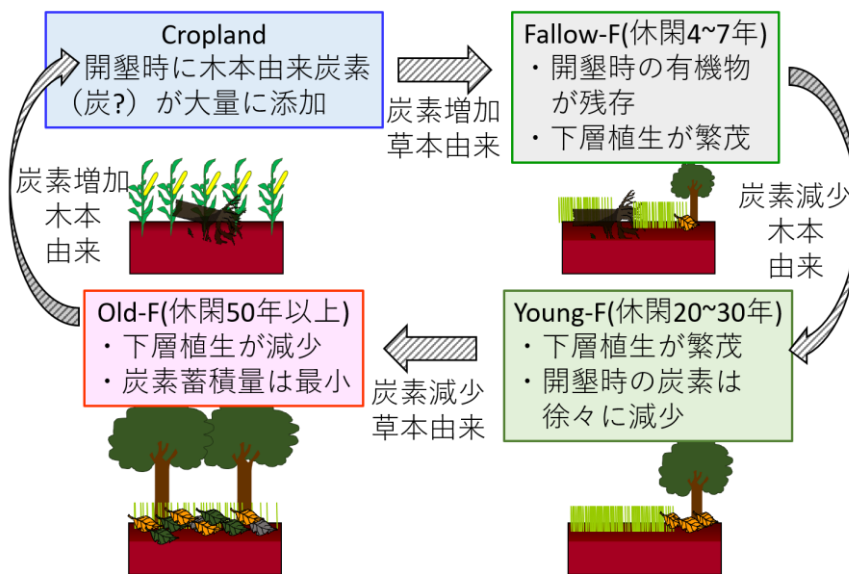 Cropland
・開墾時に木本由来炭素
(炭?)が大量に添加
炭素増加
草本由来
Fallow-F(休閑4~7年)
・開墾時の有機物
が残存
・下層植生が繁茂
炭素減少
木本
由来
Young-F(休閑20~30年)
・下層植生が繁茂
・開墾時の炭素は
徐々に減少
炭素減少
草本由来
Old-F(休閑50年以上)
・下層植生が減少
・炭素蓄積量は最小
炭素増加
木本
由来